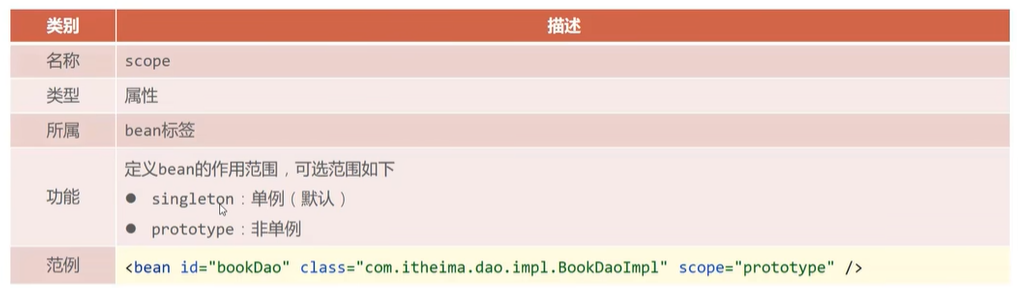 类别 描述
名称 scope
类型 属性
所属 bean标签
定义bean的作用范围，可选范围如下
功能 ● singleton：单例（默认）
● prototype：非单例
范例 <bean id="bookDao" class="com.itheima.dao.impl.BookDaoImpl" scope="prototype" />